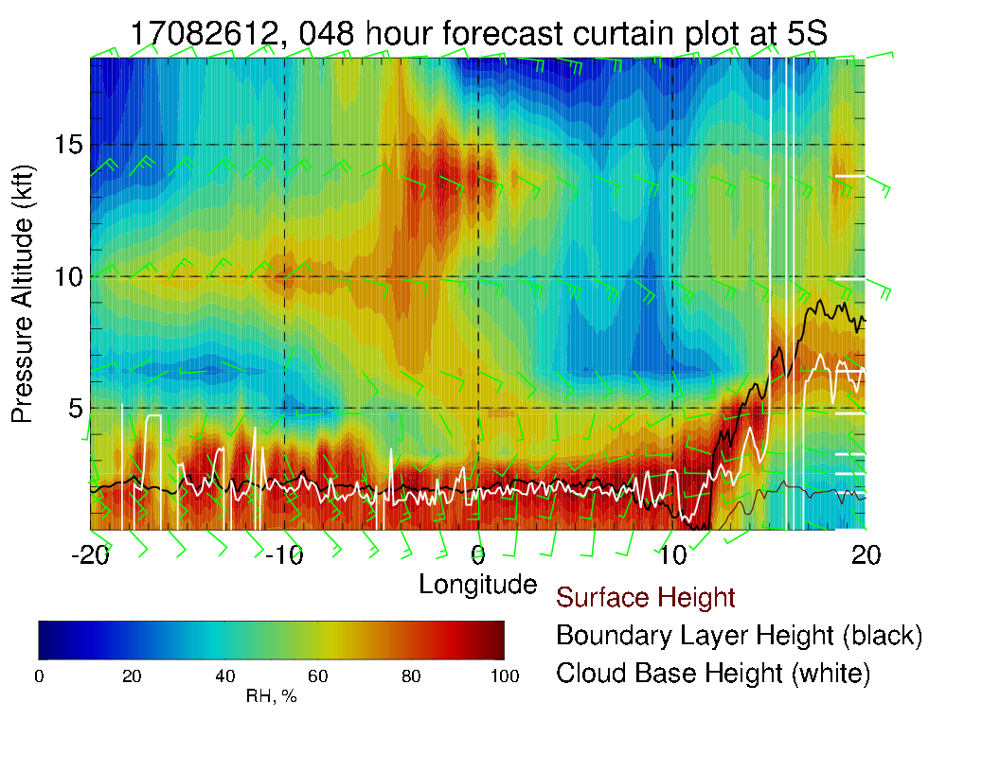 17082612, 048 hour forecast curtain plot at 5S
Pressure Altitude (kft)
15
10
5
-20 -10 0 10 20
Longitude
Surface Height
Boundary Layer Height (black)
Cloud Base Height (white)
0 20 40 60 80 100
RH, %